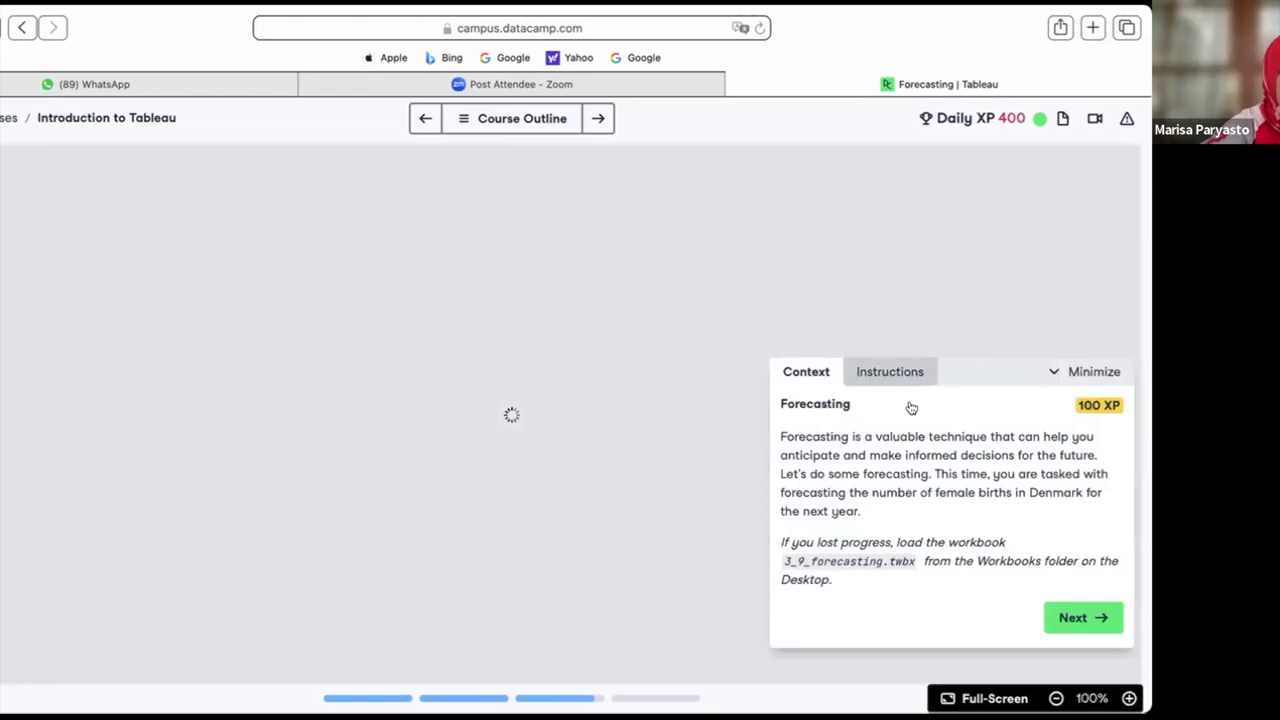 campus.datacamp.com
Apple
Bing
Google
Yahoo
Google
(89) WhatsApp
Post Attendee - Zoom
Forecasting | Tableau
Marisa Paryasto
ses / Introduction to Tableau
Course Outline
Daily XP 400
Context
Instructions
Minimize
Forecasting
100 XP
Forecasting is a valuable technique that can help you
anticipate and make informed decisions for the future.
Let's do some forecasting. This time, you are tasked with
forecasting the number of female births in Denmark for
the next year.
If you lost progress, load the workbook
3_9_forecasting.twbx from the Workbooks folder on the
Desktop.
Next
Full-Screen
100%